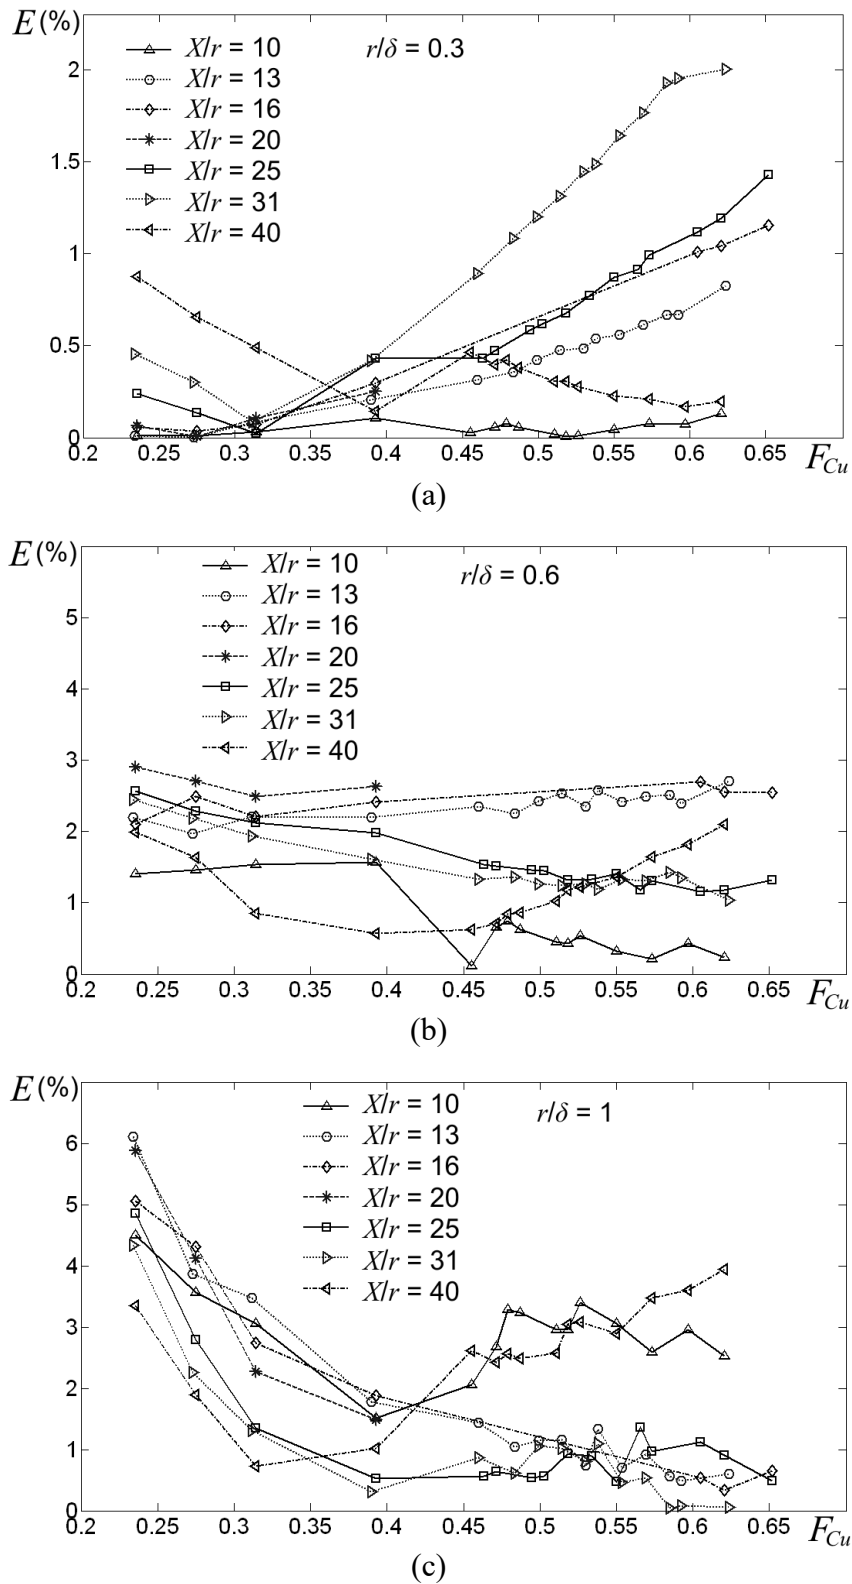 E(%)
r/δ = 0.3
X/r = 10
X/r = 13
X/r = 16
X/r = 20
X/r = 25
X/r = 31
X/r = 40
2
1.5
1
0.5
0
0.2 0.25 0.3 0.35 0.4 0.45 0.5 0.55 0.6 0.65 F_Cu
(a)
E(%)
r/δ = 0.6
X/r = 10
X/r = 13
X/r = 16
X/r = 20
X/r = 25
X/r = 31
X/r = 40
5
4
3
2
1
0
0.2 0.25 0.3 0.35 0.4 0.45 0.5 0.55 0.6 0.65 F_Cu
(b)
E(%)
r/δ = 1
X/r = 10
X/r = 13
X/r = 16
X/r = 20
X/r = 25
X/r = 31
X/r = 40
6
5
4
3
2
1
0
0.2 0.25 0.3 0.35 0.4 0.45 0.5 0.55 0.6 0.65 F_Cu
(c)